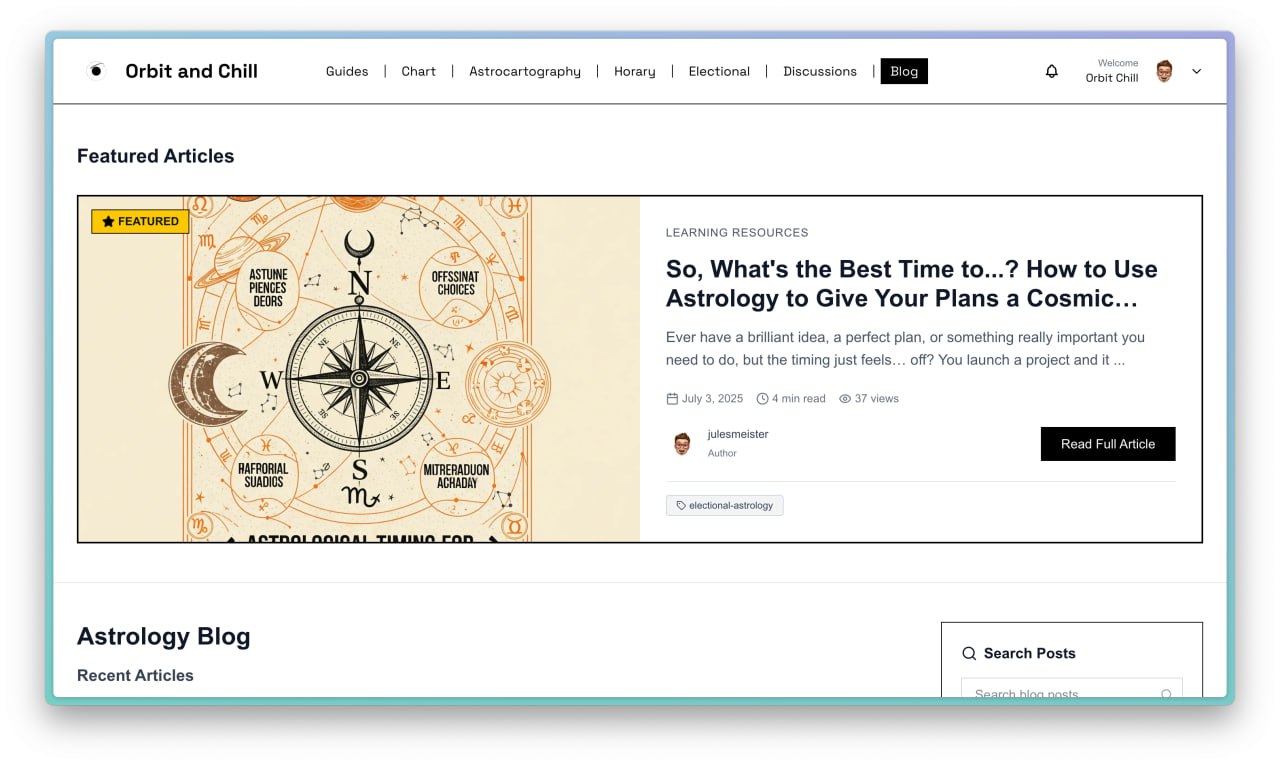 Orbit and Chill
Guides | Chart | Astrocartography | Horary | Electional | Discussions | Blog
Welcome
Orbit Chill
Featured Articles
FEATURED
ASTUNE
PIENCES
DEORS
OFFSSINAT
CHOICES
N
NE
NE
W
E
SE
SE
S
HAFRORIAL
SUADIOS
MITRERADUON
ACHADAY
ASTROLOGICAL TIMING FOR
LEARNING RESOURCES
So, What's the Best Time to...? How to Use
Astrology to Give Your Plans a Cosmic…
Ever have a brilliant idea, a perfect plan, or something really important you
need to do, but the timing just feels… off? You launch a project and it ...
July 3, 2025 4 min read 37 views
julesmeister
Author
Read Full Article
electional-astrology
Astrology Blog
Recent Articles
Search Posts
Search blog posts